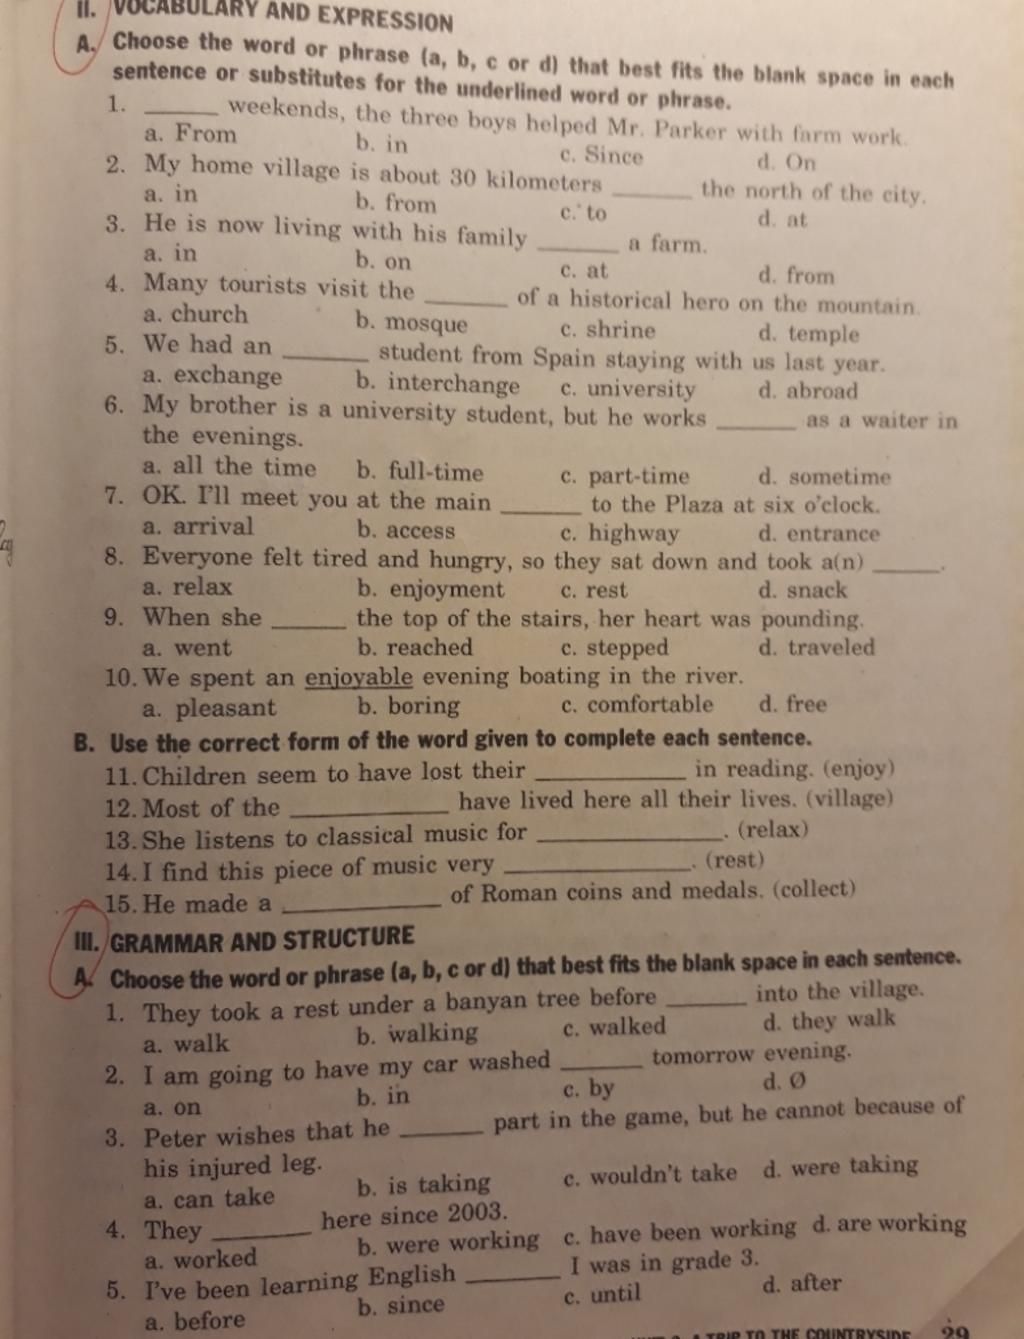 II. VOCABULARY AND EXPRESSION
A. Choose the word or phrase (a, b, c or d) that best fits the blank space in each
sentence or substitutes for the underlined word or phrase.
1. ______ weekends, the three boys helped Mr. Parker with farm work.
a. From b. in c. Since d. On
2. My home village is about 30 kilometers ______ the north of the city.
a. in b. from c. to d. at
3. He is now living with his family ______ a farm.
a. in b. on c. at d. from
4. Many tourists visit the ______ of a historical hero on the mountain.
a. church b. mosque c. shrine d. temple
5. We had an ______ student from Spain staying with us last year.
a. exchange b. interchange c. university d. abroad
6. My brother is a university student, but he works ______ as a waiter in
the evenings.
a. all the time b. full-time c. part-time d. sometime
7. OK. I'll meet you at the main ______ to the Plaza at six o'clock.
a. arrival b. access c. highway d. entrance
8. Everyone felt tired and hungry, so they sat down and took a(n) ______.
a. relax b. enjoyment c. rest d. snack
9. When she ______ the top of the stairs, her heart was pounding.
a. went b. reached c. stepped d. traveled
10. We spent an enjoyable evening boating in the river.
a. pleasant b. boring c. comfortable d. free
B. Use the correct form of the word given to complete each sentence.
11. Children seem to have lost their ____________ in reading. (enjoy)
12. Most of the ____________ have lived here all their lives. (village)
13. She listens to classical music for ____________. (relax)
14. I find this piece of music very ____________. (rest)
15. He made a ____________ of Roman coins and medals. (collect)
III. GRAMMAR AND STRUCTURE
A. Choose the word or phrase (a, b, c or d) that best fits the blank space in each sentence.
1. They took a rest under a banyan tree before ______ into the village.
a. walk b. walking c. walked d. they walk
2. I am going to have my car washed ______ tomorrow evening.
a. on b. in c. by d. Ø
3. Peter wishes that he ______ part in the game, but he cannot because of
his injured leg.
a. can take b. is taking c. wouldn't take d. were taking
4. They ______ here since 2003.
a. worked b. were working c. have been working d. are working
5. I've been learning English ______ I was in grade 3.
a. before b. since c. until d. after
A TRIP TO THE COUNTRYSIDE 29